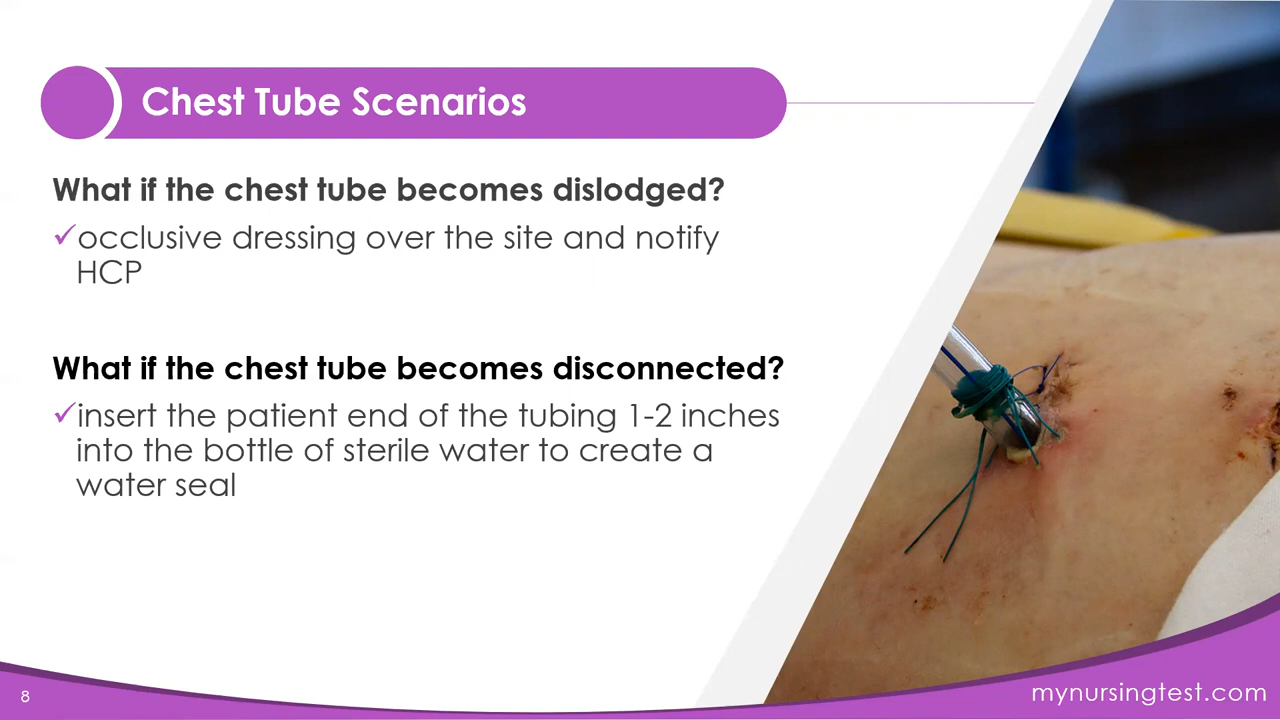 Chest Tube Scenarios
What if the chest tube becomes dislodged?
✓occlusive dressing over the site and notify
HCP
What if the chest tube becomes disconnected?
✓insert the patient end of the tubing 1-2 inches
into the bottle of sterile water to create a
water seal
8
mynursingtest.com